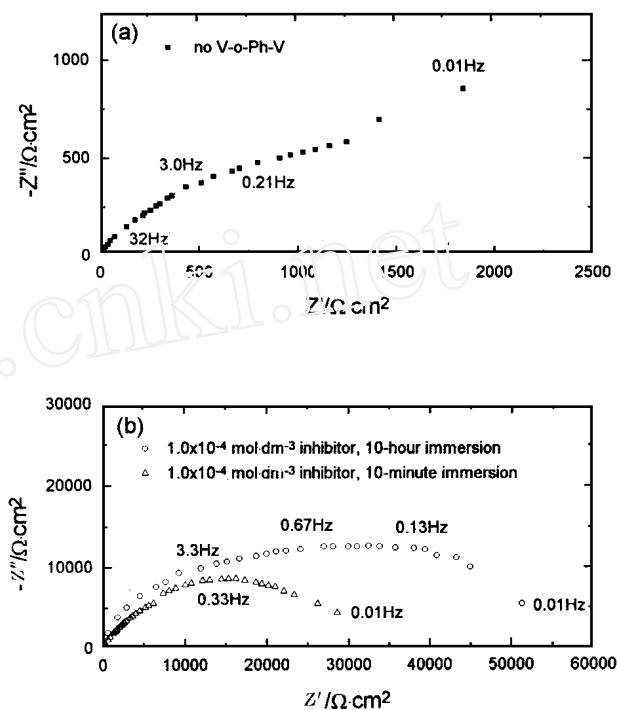 (a)
no V-o-Ph-V
1000
500
0
-Z''/Ω·cm²
0.01Hz
3.0Hz
0.21Hz
32Hz
0 500 1000 1500 2000 2500
Z'/Ω·cm²
.cnki.net
(b)
30000
20000
10000
0
-Z''/Ω·cm²
1.0x10⁻⁴ mol·dm⁻³ inhibitor, 10-hour immersion
1.0x10⁻⁴ mol·dm⁻³ inhibitor, 10-minute immersion
0.67Hz
0.13Hz
3.3Hz
0.33Hz
0.01Hz
0.01Hz
0 10000 20000 30000 40000 50000 60000
Z'/Ω·cm²